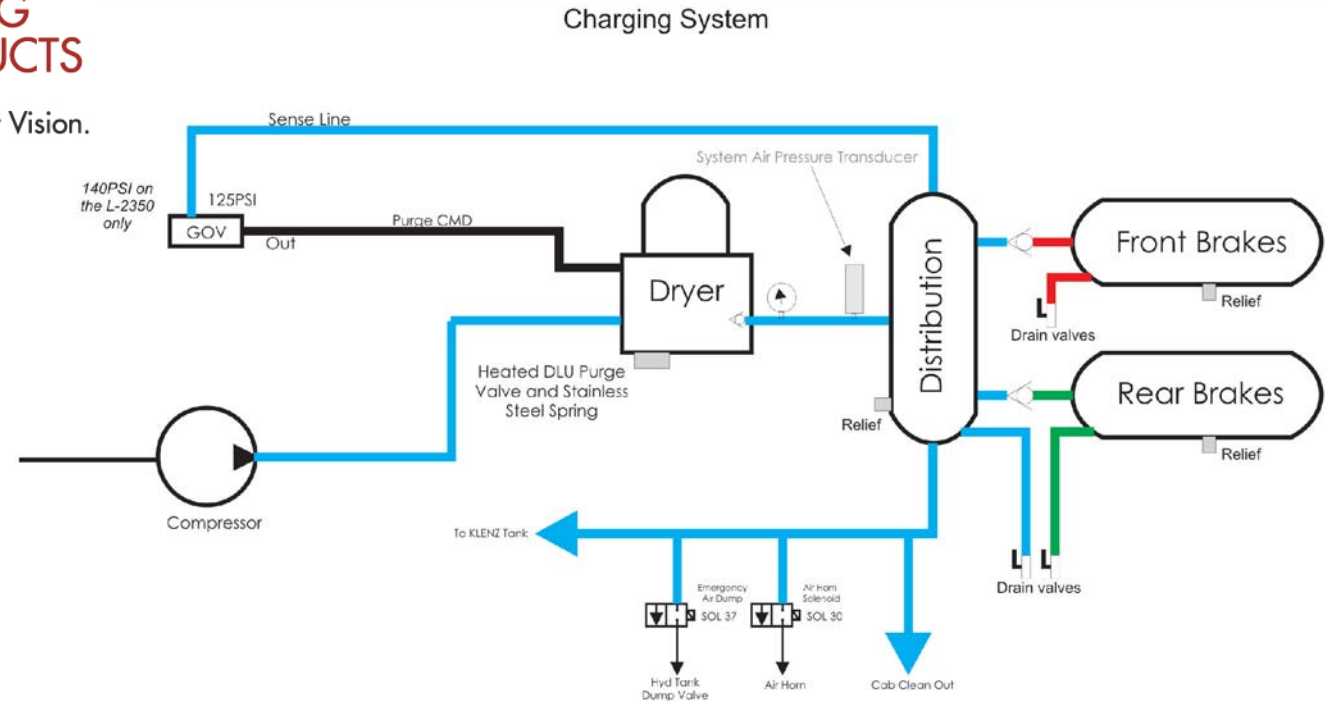 G
UCTS
Vision.
Charging System
Sense Line
System Air Pressure Transducer
140PSI on
the L-2350
only
125PSI
GOV
Out
Purge CMD
Dryer
Distribution
Front Brakes
Relief
L
Drain valves
Heated DLU Purge
Valve and Stainless
Steel Spring
Relief
Rear Brakes
Relief
Compressor
To KLENZ Tank
Emergency
Air Dump
SOL 37
Air Horn
Solenoid
SOL 30
L L
Drain valves
Hyd Tank
Dump Valve
Air Horn
Cab Clean Out